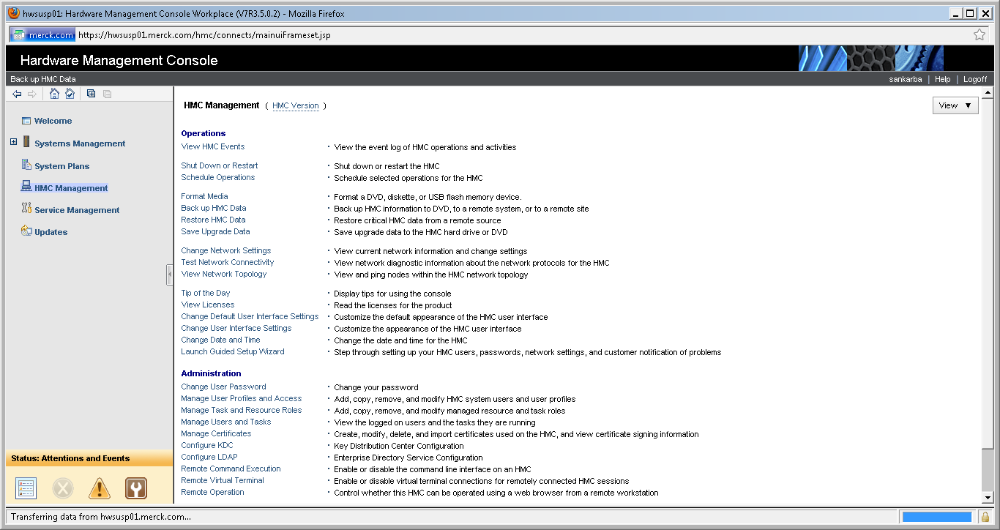 hwsusp01: Hardware Management Console Workplace (V7R3.5.0.2) - Mozilla Firefox
merck.com https://hwsusp01.merck.com/hmc/connects/mainuiFrameset.jsp
Hardware Management Console
Back up HMC Data sankarba | Help | Logoff
Welcome
Systems Management
System Plans
HMC Management
Service Management
Updates
Status: Attentions and Events
HMC Management ( HMC Version ) View ▼
Operations
View HMC Events · View the event log of HMC operations and activities
Shut Down or Restart · Shut down or restart the HMC
Schedule Operations · Schedule selected operations for the HMC
Format Media · Format a DVD, diskette, or USB flash memory device.
Back up HMC Data · Back up HMC information to DVD, to a remote system, or to a remote site
Restore HMC Data · Restore critical HMC data from a remote source
Save Upgrade Data · Save upgrade data to the HMC hard drive or DVD
Change Network Settings · View current network information and change settings
Test Network Connectivity · View network diagnostic information about the network protocols for the HMC
View Network Topology · View and ping nodes within the HMC network topology
Tip of the Day · Display tips for using the console
View Licenses · Read the licenses for the product
Change Default User Interface Settings · Customize the default appearance of the HMC user interface
Change User Interface Settings · Customize the appearance of the HMC user interface
Change Date and Time · Change the date and time for the HMC
Launch Guided Setup Wizard · Step through setting up your HMC users, passwords, network settings, and customer notification of problems
Administration
Change User Password · Change your password
Manage User Profiles and Access · Add, copy, remove, and modify HMC system users and user profiles
Manage Task and Resource Roles · Add, copy, remove, and modify managed resource and task roles
Manage Users and Tasks · View the logged on users and the tasks they are running
Manage Certificates · Create, modify, delete, and import certificates used on the HMC, and view certificate signing information
Configure KDC · Key Distribution Center Configuration
Configure LDAP · Enterprise Directory Service Configuration
Remote Command Execution · Enable or disable the command line interface on an HMC
Remote Virtual Terminal · Enable or disable virtual terminal connections for remotely connected HMC sessions
Remote Operation · Control whether this HMC can be operated using a web browser from a remote workstation
Transferring data from hwsusp01.merck.com...